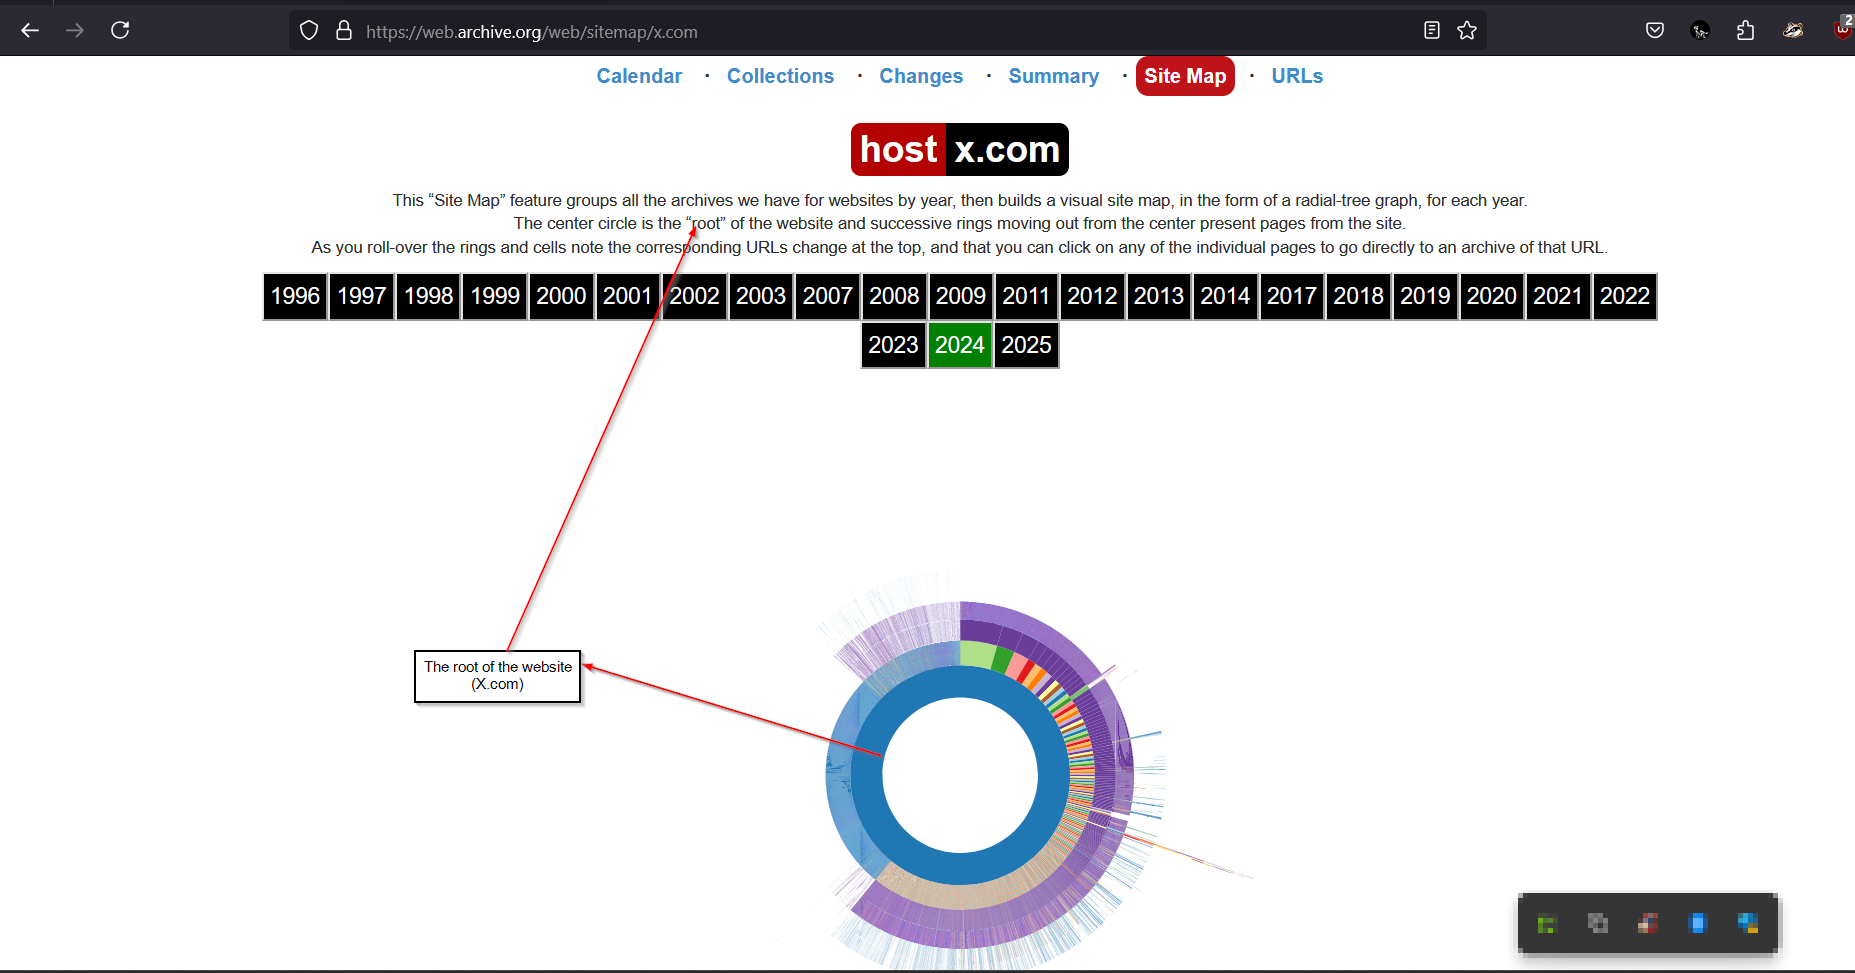 https://web.archive.org/web/sitemap/x.com
2
Calendar · Collections · Changes · Summary · Site Map · URLs
host x.com
This “Site Map” feature groups all the archives we have for websites by year, then builds a visual site map, in the form of a radial-tree graph, for each year.
The center circle is the “root” of the website and successive rings moving out from the center present pages from the site.
As you roll-over the rings and cells note the corresponding URLs change at the top, and that you can click on any of the individual pages to go directly to an archive of that URL.
1996 1997 1998 1999 2000 2001 2002 2003 2007 2008 2009 2011 2012 2013 2014 2017 2018 2019 2020 2021 2022
2023 2024 2025
The root of the website
(X.com)